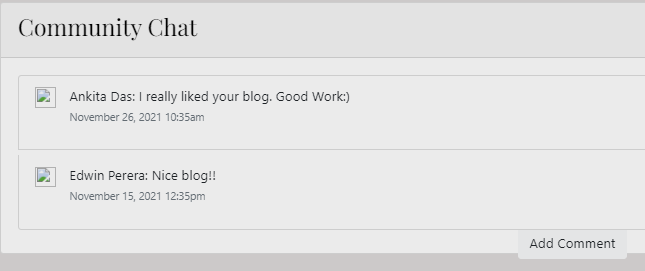 Community Chat
Ankita Das: I really liked your blog. Good Work:)
November 26, 2021 10:35am
Edwin Perera: Nice blog!!
November 15, 2021 12:35pm
Add Comment